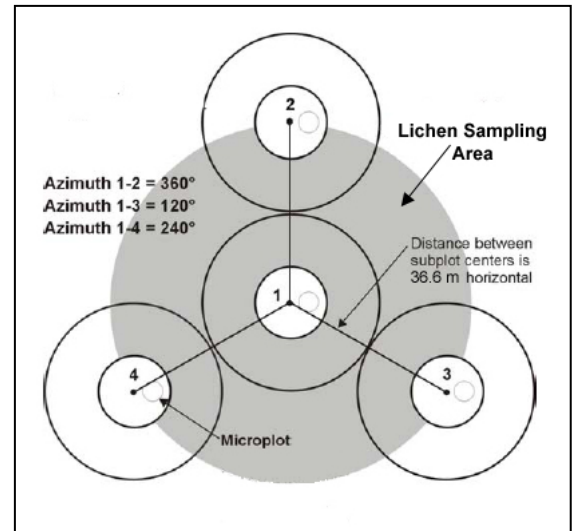 2
Lichen Sampling
Area
Azimuth 1-2 = 360°
Azimuth 1-3 = 120°
Azimuth 1-4 = 240°
Distance between
subplot centers is
36.6 m horizontal
1
4
3
Microplot